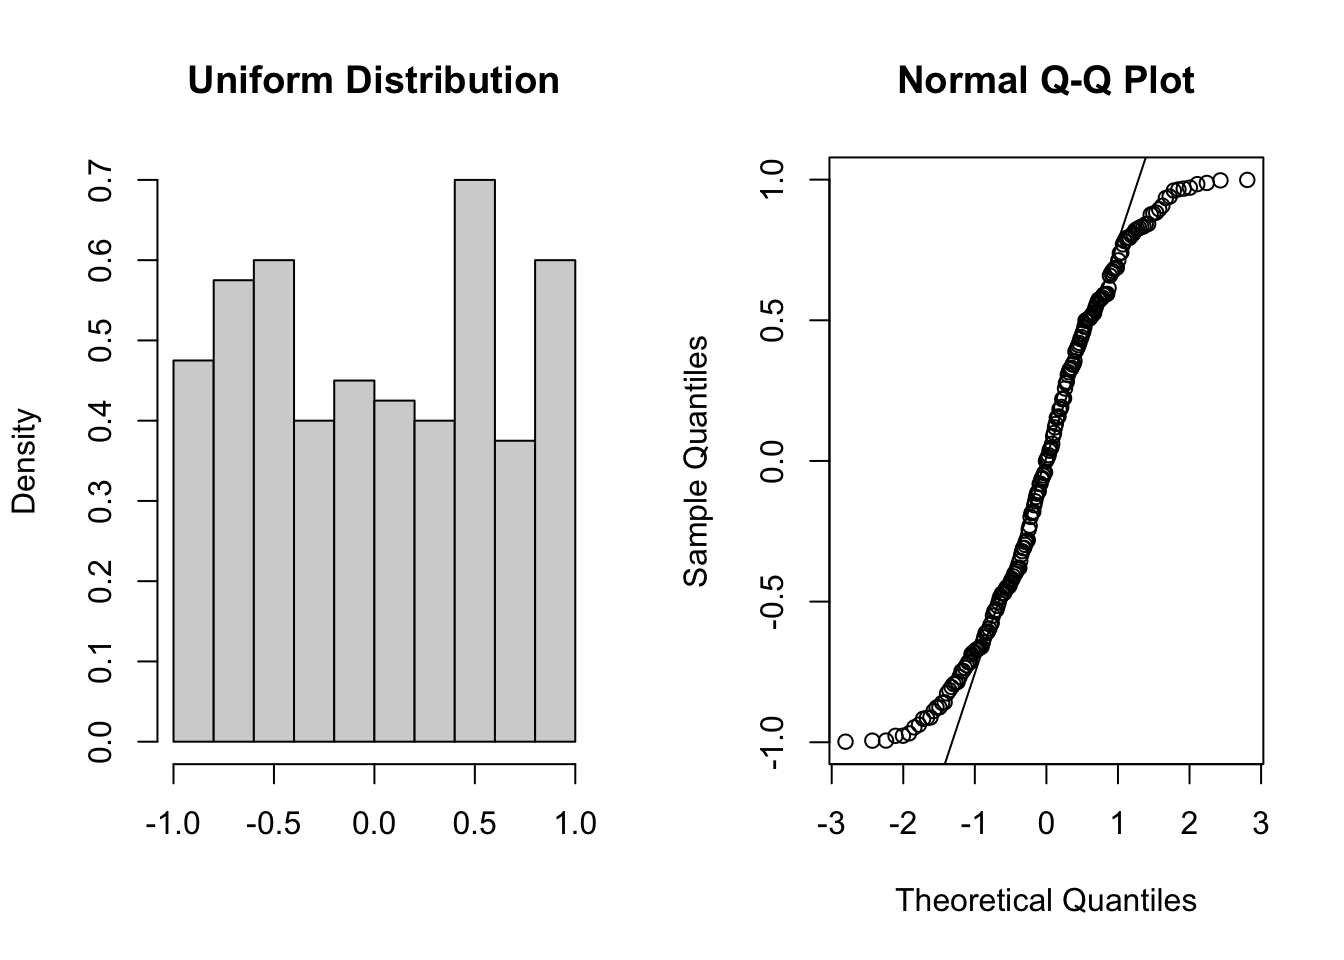 Uniform Distribution
Density
0.7
0.6
0.5
0.4
0.3
0.2
0.1
0.0
-1.0 -0.5 0.0 0.5 1.0
Normal Q-Q Plot
Sample Quantiles
1.0
0.5
0.0
-0.5
-1.0
-3 -2 -1 0 1 2 3
Theoretical Quantiles